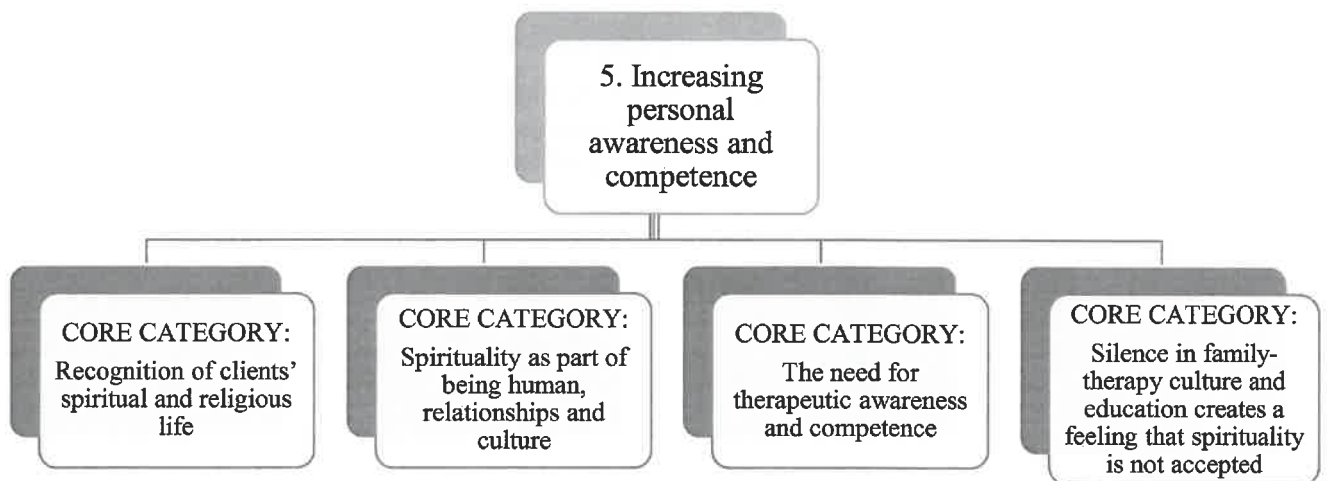 5. Increasing
personal
awareness and
competence
CORE CATEGORY:
Recognition of clients'
spiritual and religious
life
CORE CATEGORY:
Spirituality as part of
being human,
relationships and
culture
CORE CATEGORY:
The need for
therapeutic awareness
and competence
CORE CATEGORY:
Silence in family-
therapy culture and
education creates a
feeling that spirituality
is not accepted